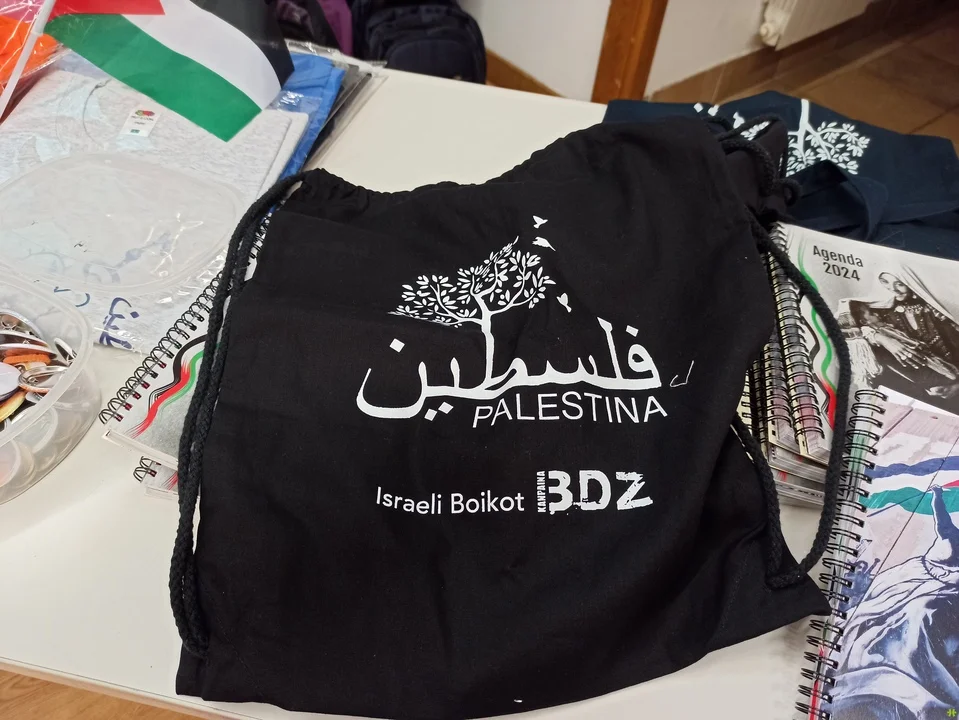 فلسطين
PALESTINA
Israeli Boikot
KANPAINA
BDZ
Agenda
2024